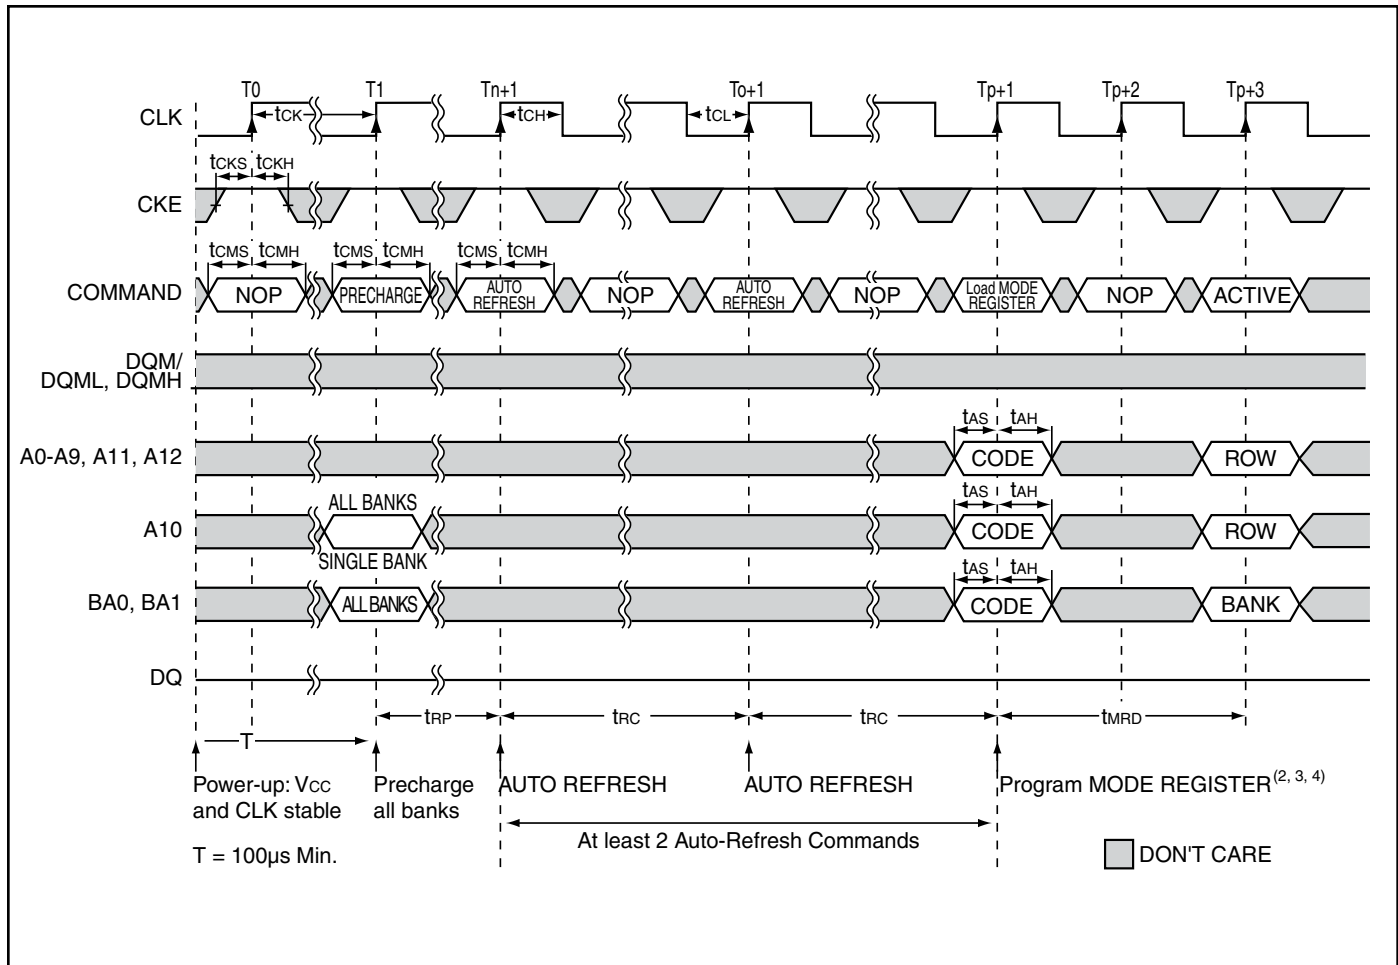 T0 T1 Tn+1 To+1 Tp+1 Tp+2 Tp+3
CLK tCK tCH tCL
tCKS tCKH
CKE
tCMS tCMH tCMS tCMH tCMS tCMH
COMMAND NOP PRECHARGE AUTO REFRESH NOP AUTO REFRESH NOP Load MODE REGISTER NOP ACTIVE
DQM/
DQML, DQMH
tAS tAH
A0-A9, A11, A12 CODE ROW
ALL BANKS tAS tAH
A10 CODE ROW
SINGLE BANK tAS tAH
BA0, BA1 ALL BANKS CODE BANK
DQ
tRP tRC tRC tMRD
T
Power-up: VCC Precharge AUTO REFRESH AUTO REFRESH Program MODE REGISTER(2, 3, 4)
and CLK stable all banks
At least 2 Auto-Refresh Commands
T = 100µs Min. DON'T CARE